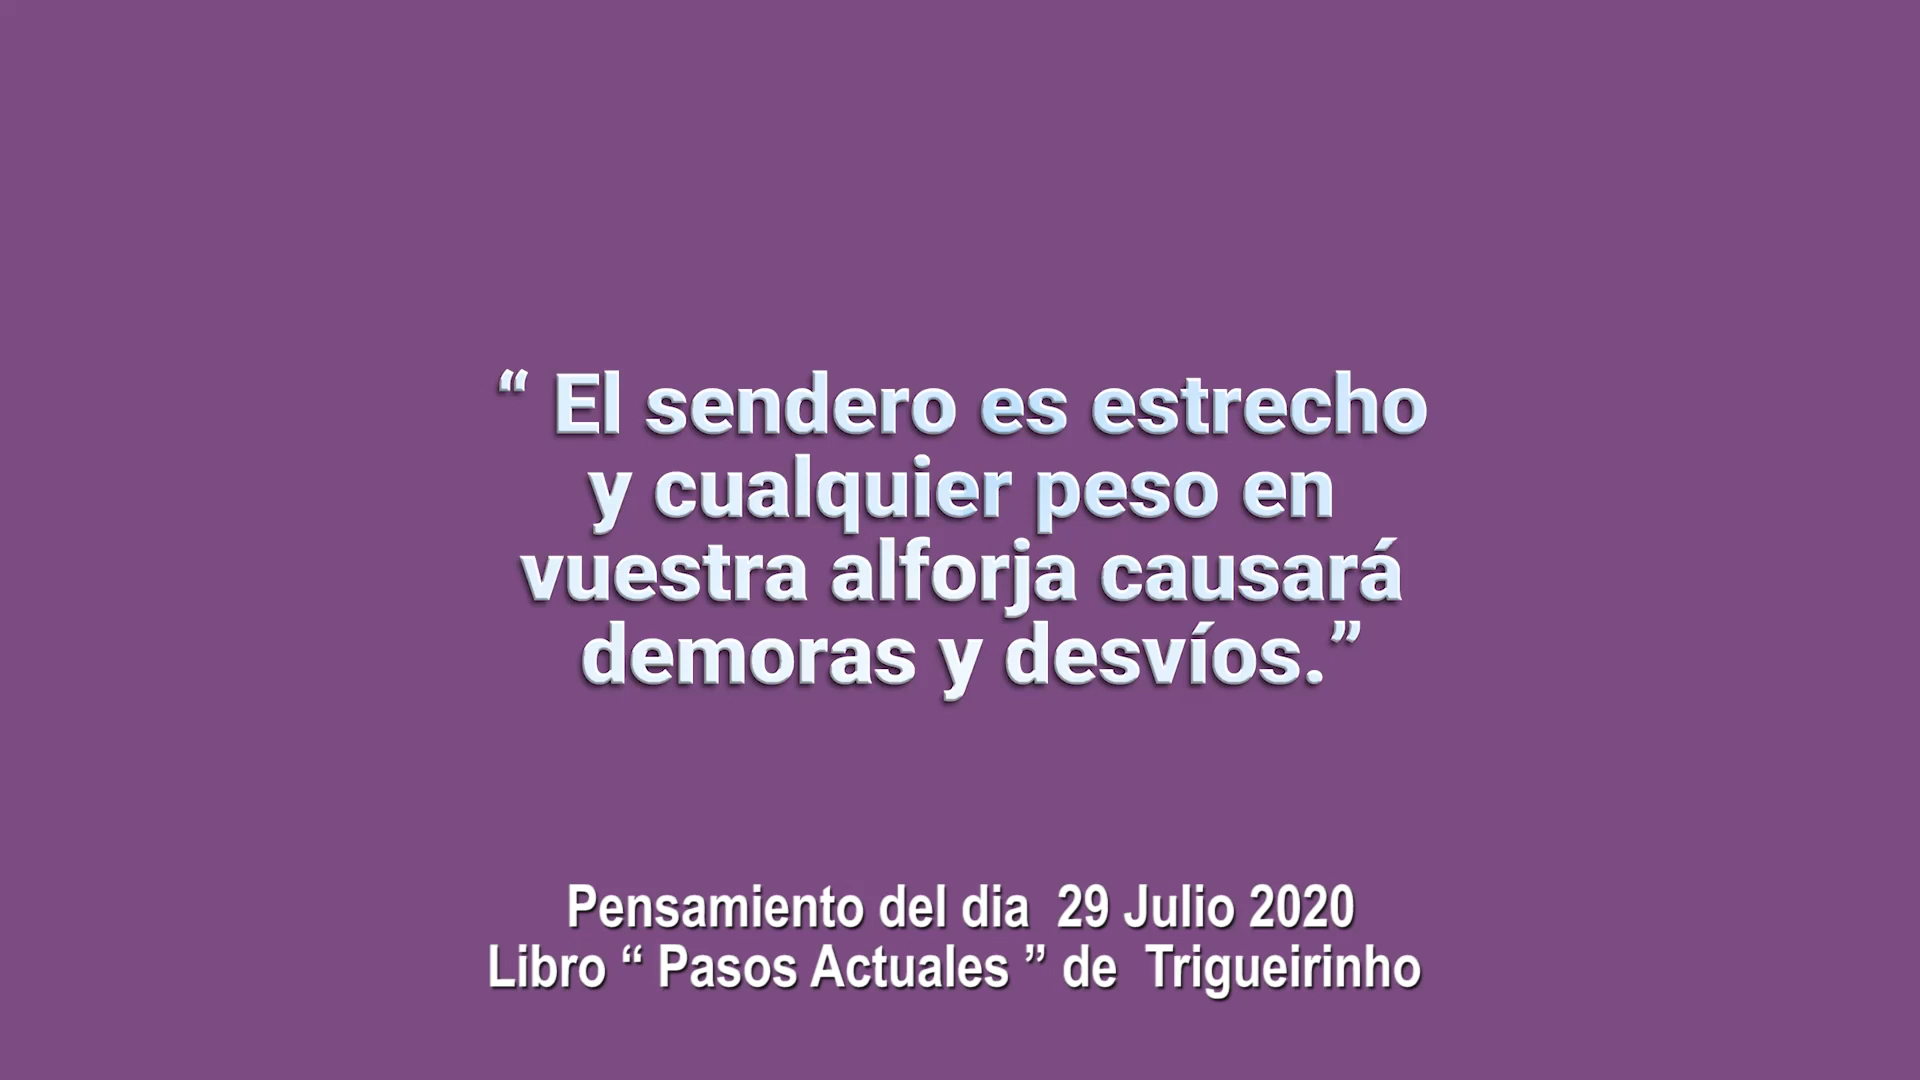 “ El sendero es estrecho
y cualquier peso en
vuestra alforja causará
demoras y desvíos.”
Pensamiento del dia  29 Julio 2020
Libro “ Pasos Actuales ” de  Trigueirinho